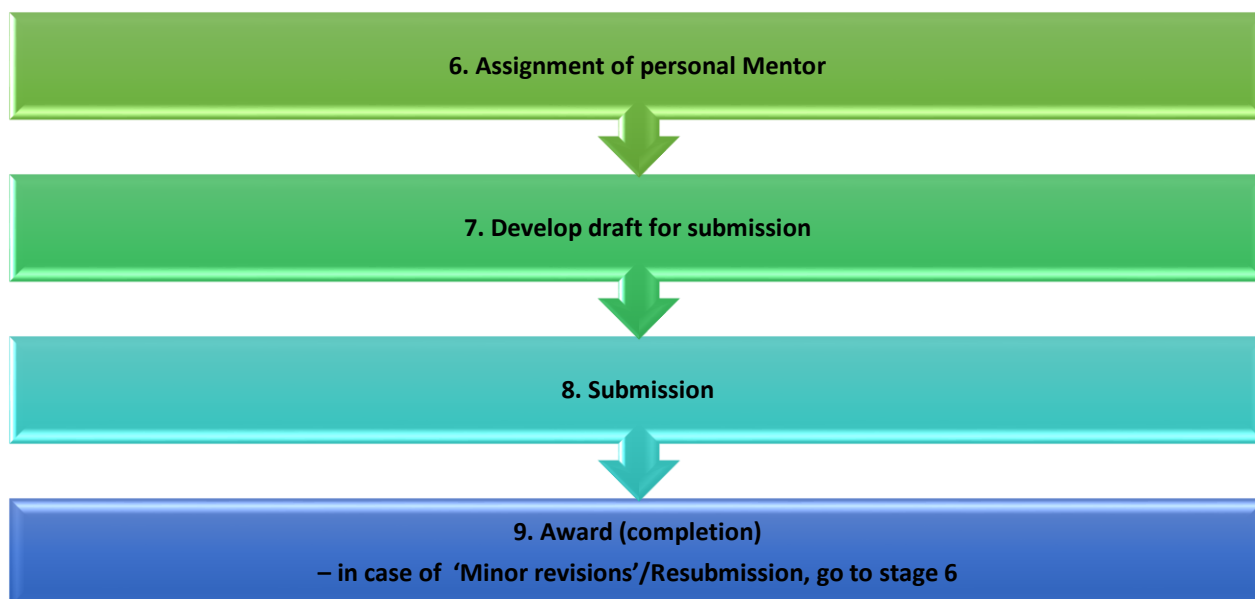 6. Assignment of personal Mentor
7. Develop draft for submission
8. Submission
9. Award (completion)
– in case of ‘Minor revisions’/Resubmission, go to stage 6